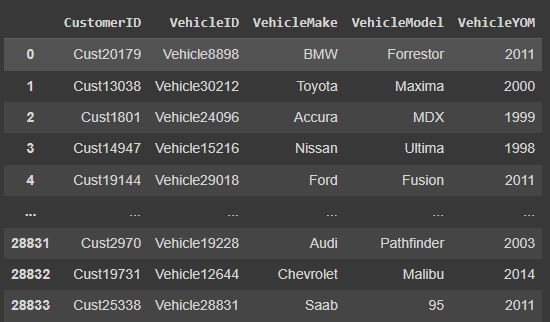 CustomerID VehicleID VehicleMake VehicleModel VehicleYOM
0 Cust20179 Vehicle8898 BMW Forrestor 2011
1 Cust13038 Vehicle30212 Toyota Maxima 2000
2 Cust1801 Vehicle24096 Accura MDX 1999
3 Cust14947 Vehicle15216 Nissan Ultima 1998
4 Cust19144 Vehicle29018 Ford Fusion 2011
... ... ... ... ... ...
28831 Cust2970 Vehicle19228 Audi Pathfinder 2003
28832 Cust19731 Vehicle12644 Chevrolet Malibu 2014
28833 Cust25338 Vehicle28831 Saab 95 2011